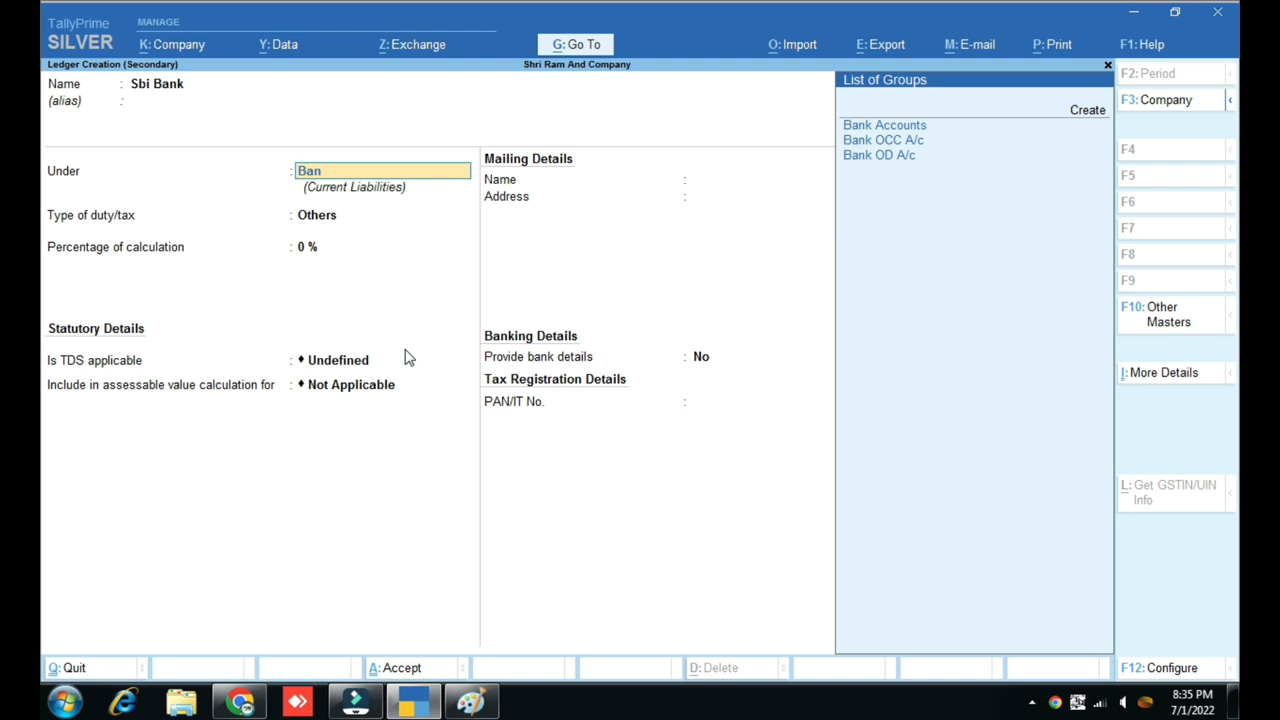 TallyPrime
SILVER
MANAGE
K: Company
Y: Data
Z: Exchange
G: Go To
O: Import
E: Export
M: E-mail
P: Print
F1: Help
Ledger Creation (Secondary)
Shri Ram And Company
Name : Sbi Bank
(alias) :
Under : Ban
(Current Liabilities)
Type of duty/tax : Others
Percentage of calculation : 0 %
Statutory Details
Is TDS applicable : ♦ Undefined
Include in assessable value calculation for : ♦ Not Applicable
Mailing Details
Name :
Address :
Banking Details
Provide bank details : No
Tax Registration Details
PAN/IT No. :
List of Groups
Create
Bank Accounts
Bank OCC A/c
Bank OD A/c
F2: Period
F3: Company
F4
F5
F6
F7
F8
F9
F10: Other
Masters
I: More Details
L: Get GSTIN/UIN
Info
Q: Quit
A: Accept
D: Delete
F12: Configure
8:35 PM
7/1/2022